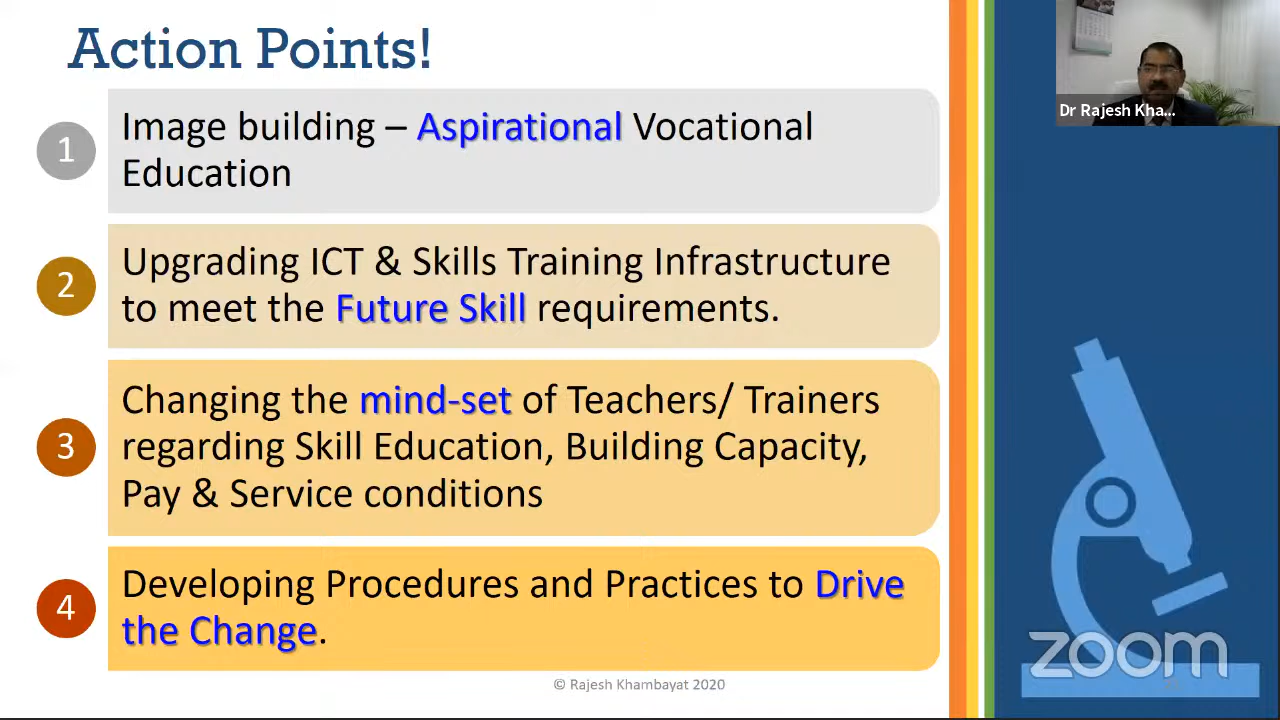 Action Points!
Dr Rajesh Kha...
1
Image building – Aspirational Vocational
Education
2
Upgrading ICT & Skills Training Infrastructure
to meet the Future Skill requirements.
3
Changing the mind-set of Teachers/ Trainers
regarding Skill Education, Building Capacity,
Pay & Service conditions
4
Developing Procedures and Practices to Drive
the Change.
© Rajesh Khambayat 2020
zoom